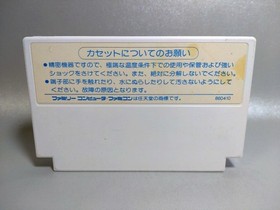 カセットについてのお願い
●精密機器ですので、極端な温度条件下での使用や保管および強い
ショックをさけてください。また、絶対に分解しないでください。
●端子部に手を触れたり、水にぬらしたりして汚さないようにして
ください。故障の原因となります。
ファミリー コンピュータ・ファミコンは任天堂の商標です。